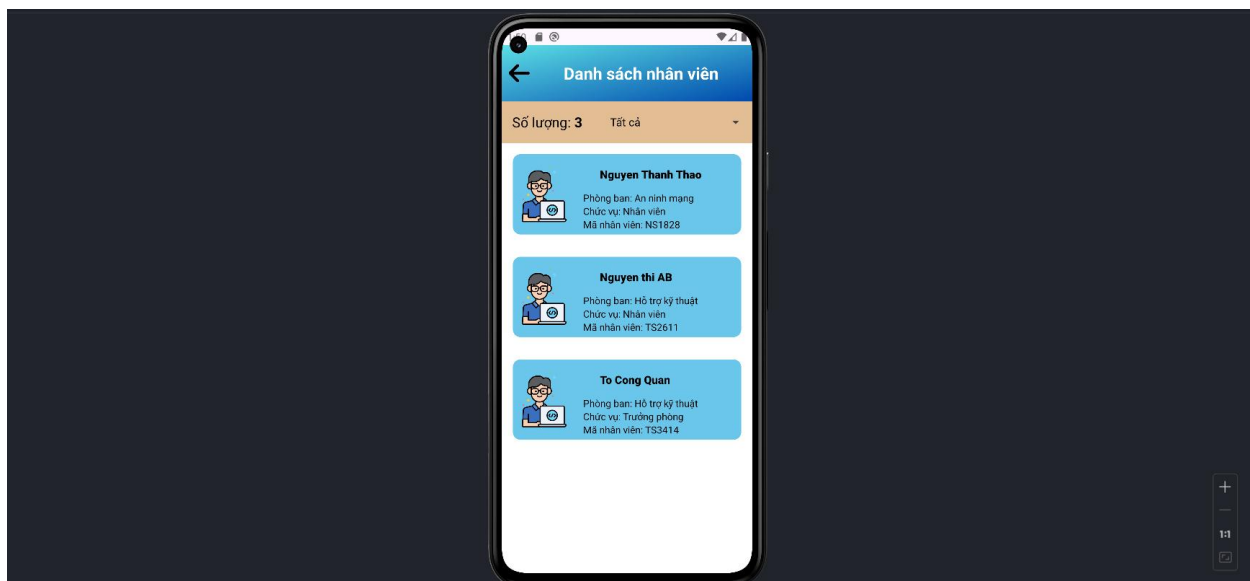 Danh sách nhân viên
Số lượng: 3 Tất cả
Nguyen Thanh Thao
Phòng ban: An ninh mạng
Chức vụ: Nhân viên
Mã nhân viên: NS1828
Nguyen thi AB
Phòng ban: Hỗ trợ kỹ thuật
Chức vụ: Nhân viên
Mã nhân viên: TS2611
To Cong Quan
Phòng ban: Hỗ trợ kỹ thuật
Chức vụ: Trưởng phòng
Mã nhân viên: TS3414
1:1